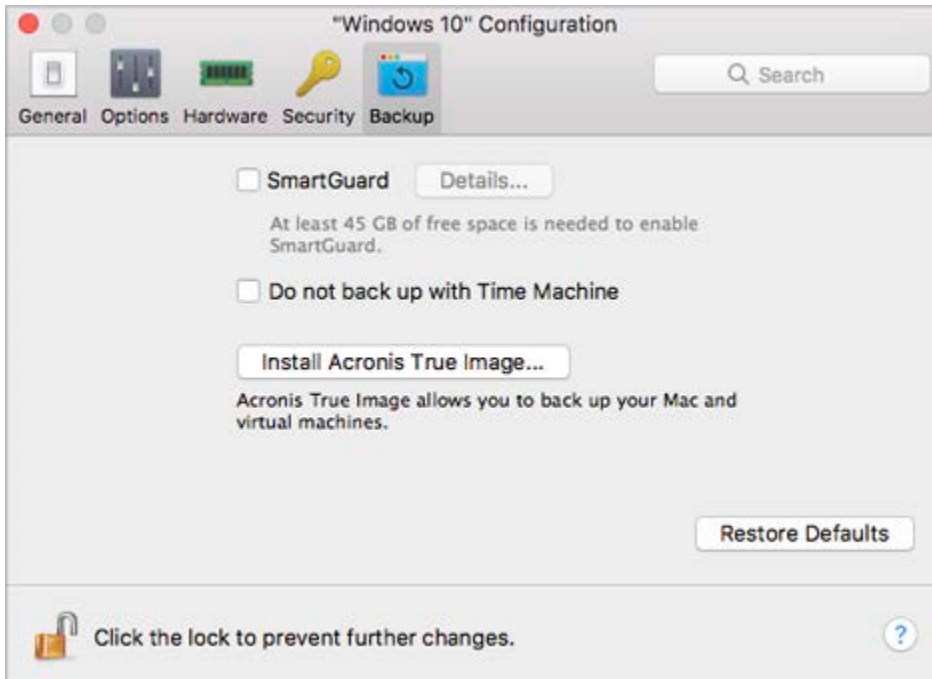 "Windows 10" Configuration
General Options Hardware Security Backup
Search
SmartGuard
Details...
At least 45 GB of free space is needed to enable
SmartGuard.
Do not back up with Time Machine
Install Acronis True Image...
Acronis True Image allows you to back up your Mac and
virtual machines.
Restore Defaults
Click the lock to prevent further changes.
?